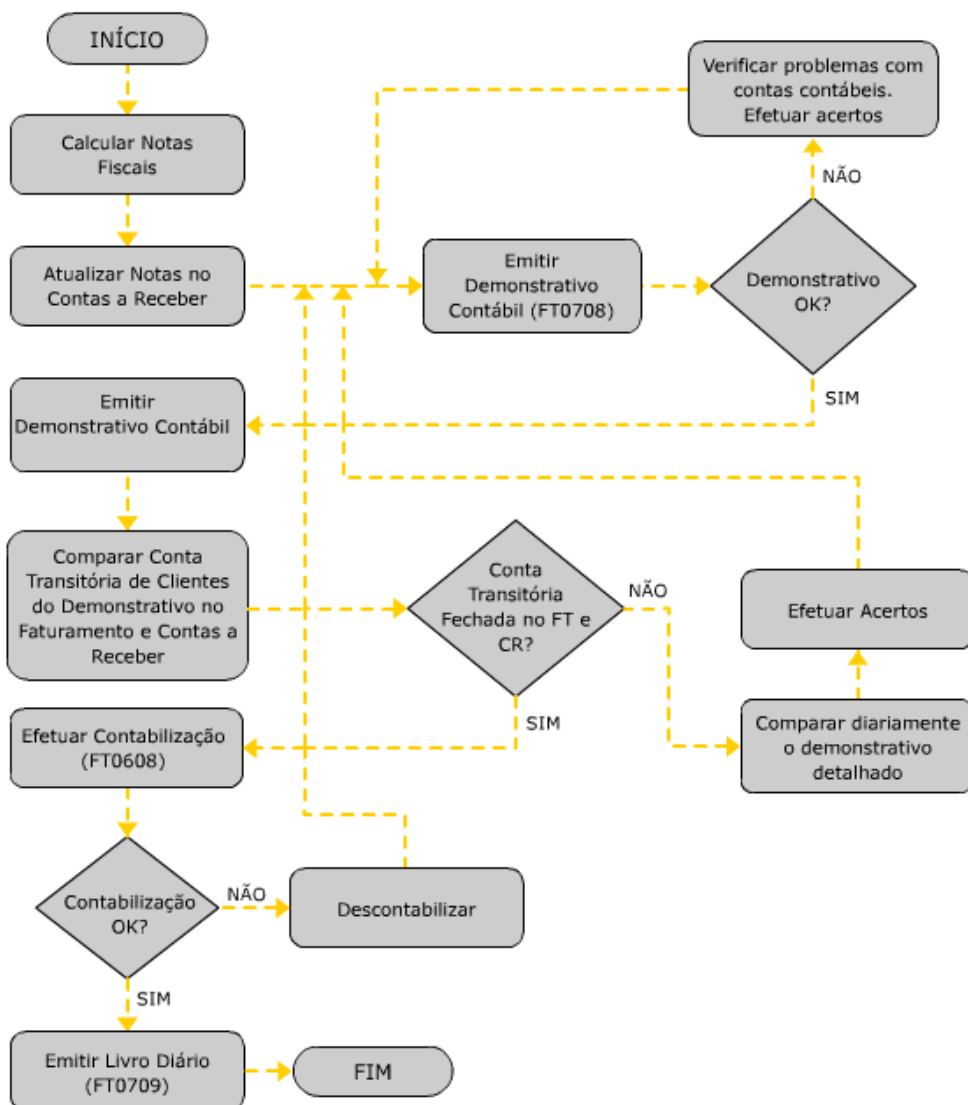 INÍCIO
Calcular Notas
Fiscais
Atualizar Notas no
Contas a Receber
Emitir
Demonstrativo
Contábil (FT0708)
Verificar problemas com
contas contábeis.
Efetuar acertos
NÃO
Demonstrativo
OK?
SIM
Emitir
Demonstrativo Contábil
Comparar Conta
Transitória de Clientes
do Demonstrativo no
Faturamento e Contas a
Receber
Conta
Transitória
Fechada no FT e
CR?
NÃO
Efetuar Acertos
Comparar diariamente
o demonstrativo
detalhado
SIM
Efetuar Contabilização
(FT0608)
Contabilização
OK?
NÃO
Descontabilizar
SIM
Emitir Livro Diário
(FT0709)
FIM